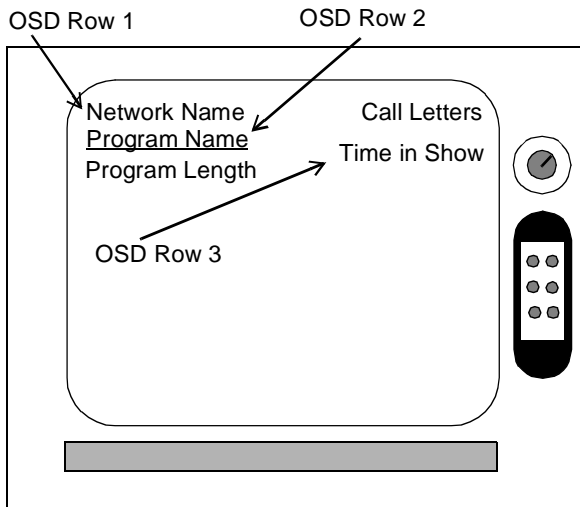 OSD Row 1
OSD Row 2
Network Name
Call Letters
Program Name
Time in Show
Program Length
OSD Row 3